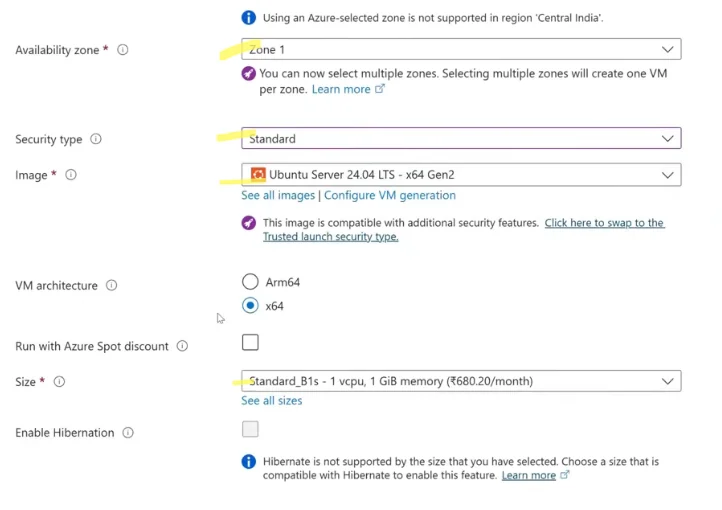 Using an Azure-selected zone is not supported in region 'Central India'.
Availability zone *
Zone 1
You can now select multiple zones. Selecting multiple zones will create one VM
per zone. Learn more
Security type
Standard
Image *
Ubuntu Server 24.04 LTS - x64 Gen2
See all images | Configure VM generation
This image is compatible with additional security features. Click here to swap to the
Trusted launch security type.
VM architecture
Arm64
x64
Run with Azure Spot discount
Size *
Standard_B1s - 1 vcpu, 1 GiB memory (₹680.20/month)
See all sizes
Enable Hibernation
Hibernate is not supported by the size that you have selected. Choose a size that is
compatible with Hibernate to enable this feature. Learn more